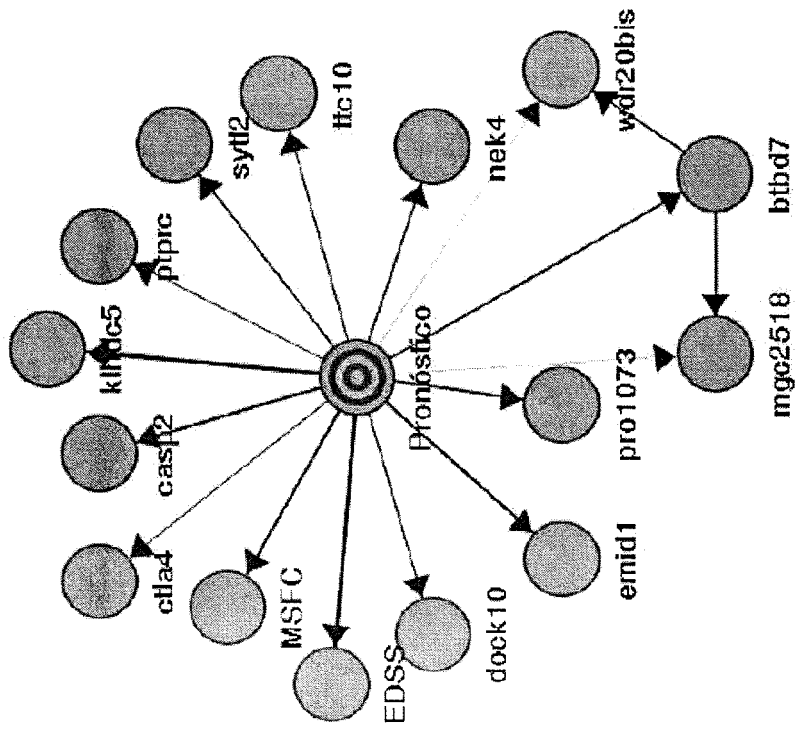 klhdc5
ctla4
casp2
ptprc
sytl2
MSFC
ttc10
EDSS
Pronóstico
dock10
nek4
emid1
pro1073
wdr20bis
mgc2518
btbd7